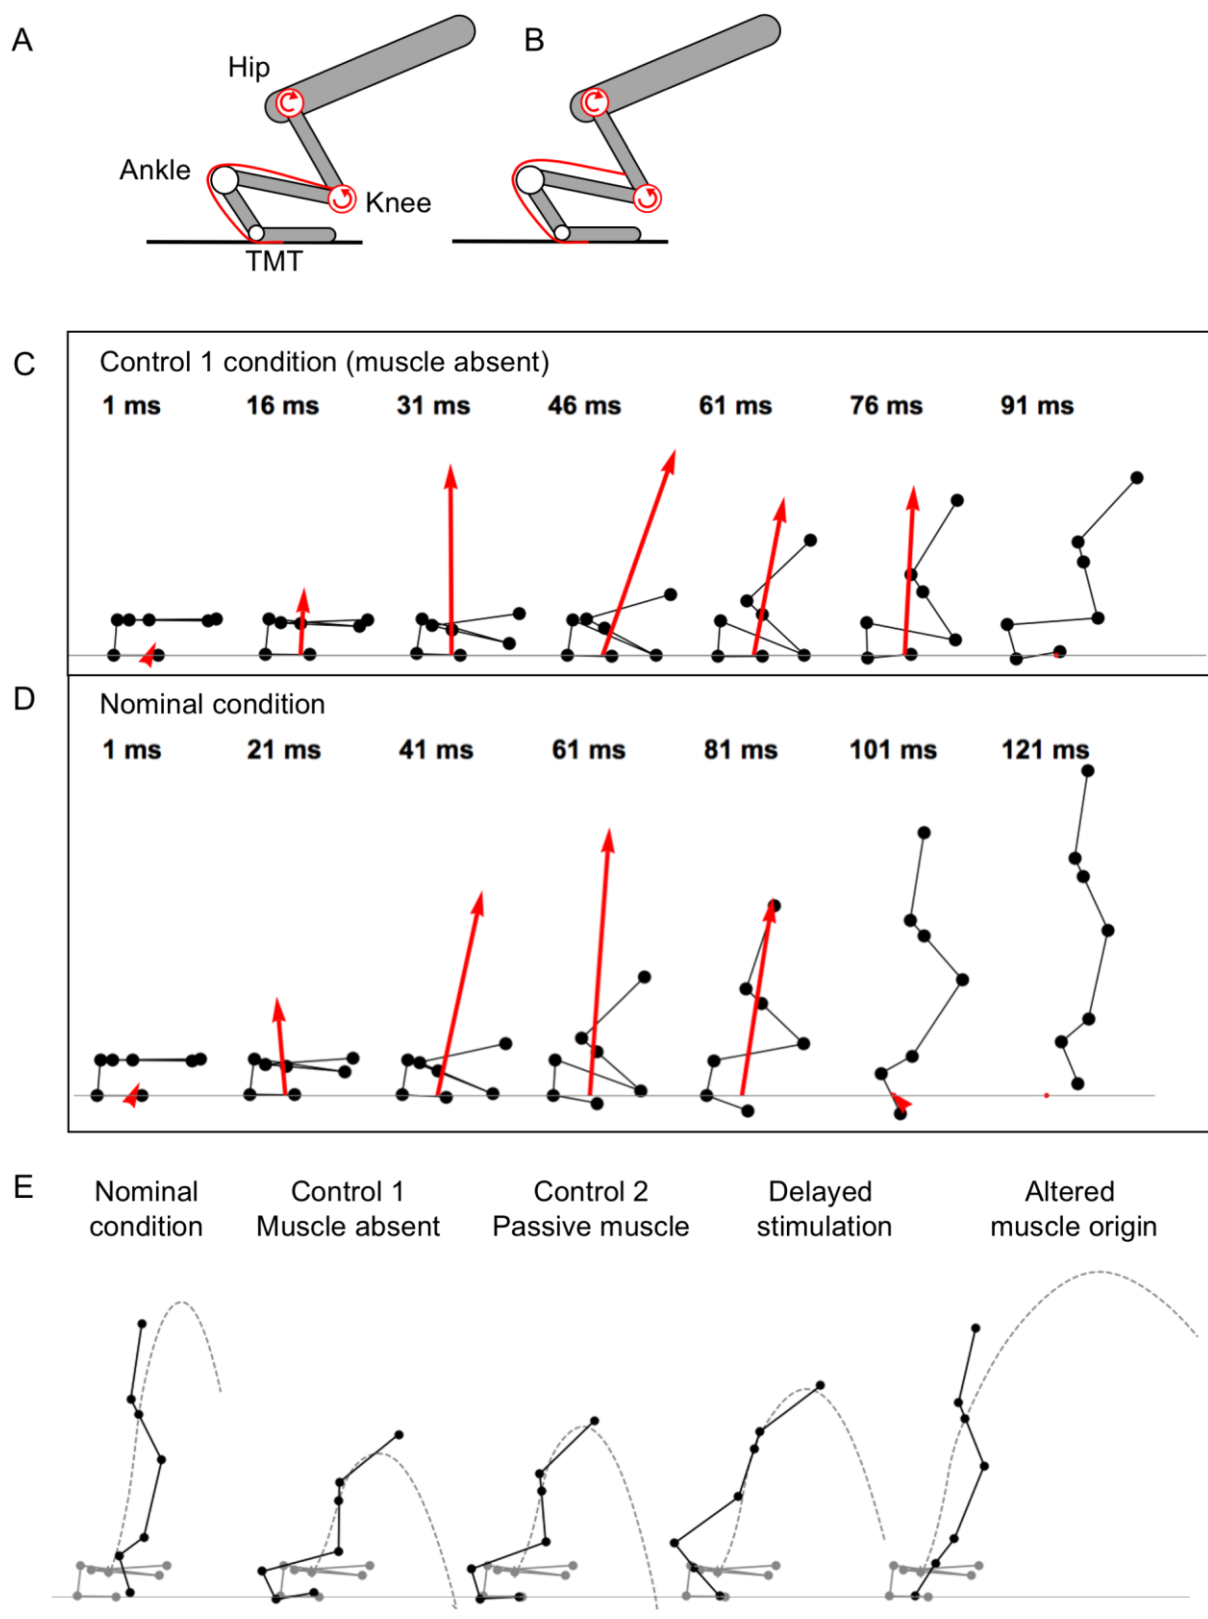 A
B
Hip
Ankle
Knee
TMT
C
Control 1 condition (muscle absent)
1 ms 16 ms 31 ms 46 ms 61 ms 76 ms 91 ms
D
Nominal condition
1 ms 21 ms 41 ms 61 ms 81 ms 101 ms 121 ms
E
Nominal
condition
Control 1
Muscle absent
Control 2
Passive muscle
Delayed
stimulation
Altered
muscle origin